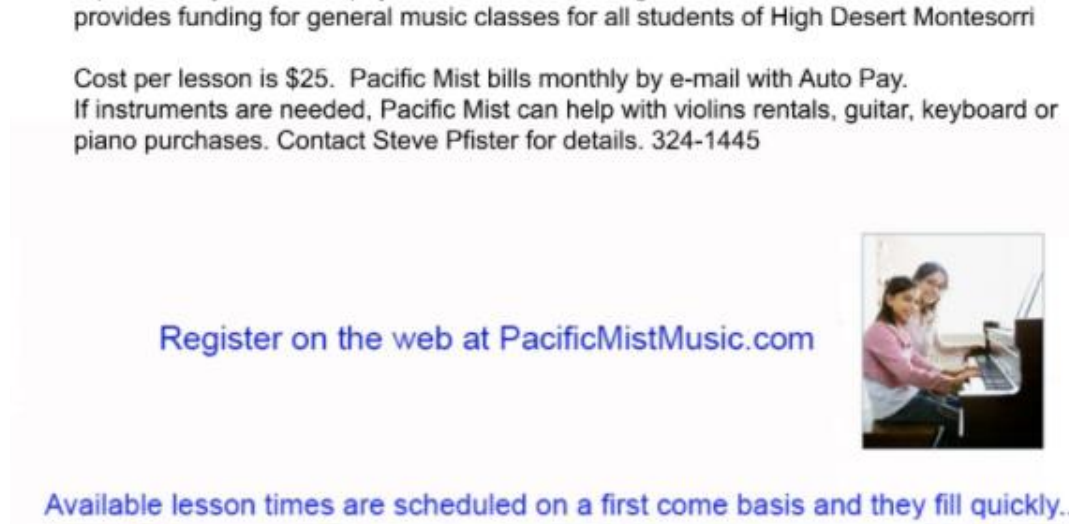 provides funding for general music classes for all students of High Desert Montesorri
Cost per lesson is $25. Pacific Mist bills monthly by e-mail with Auto Pay.
If instruments are needed, Pacific Mist can help with violins rentals, guitar, keyboard or
piano purchases. Contact Steve Pfister for details. 324-1445
Register on the web at PacificMistMusic.com
Available lesson times are scheduled on a first come basis and they fill quickly..